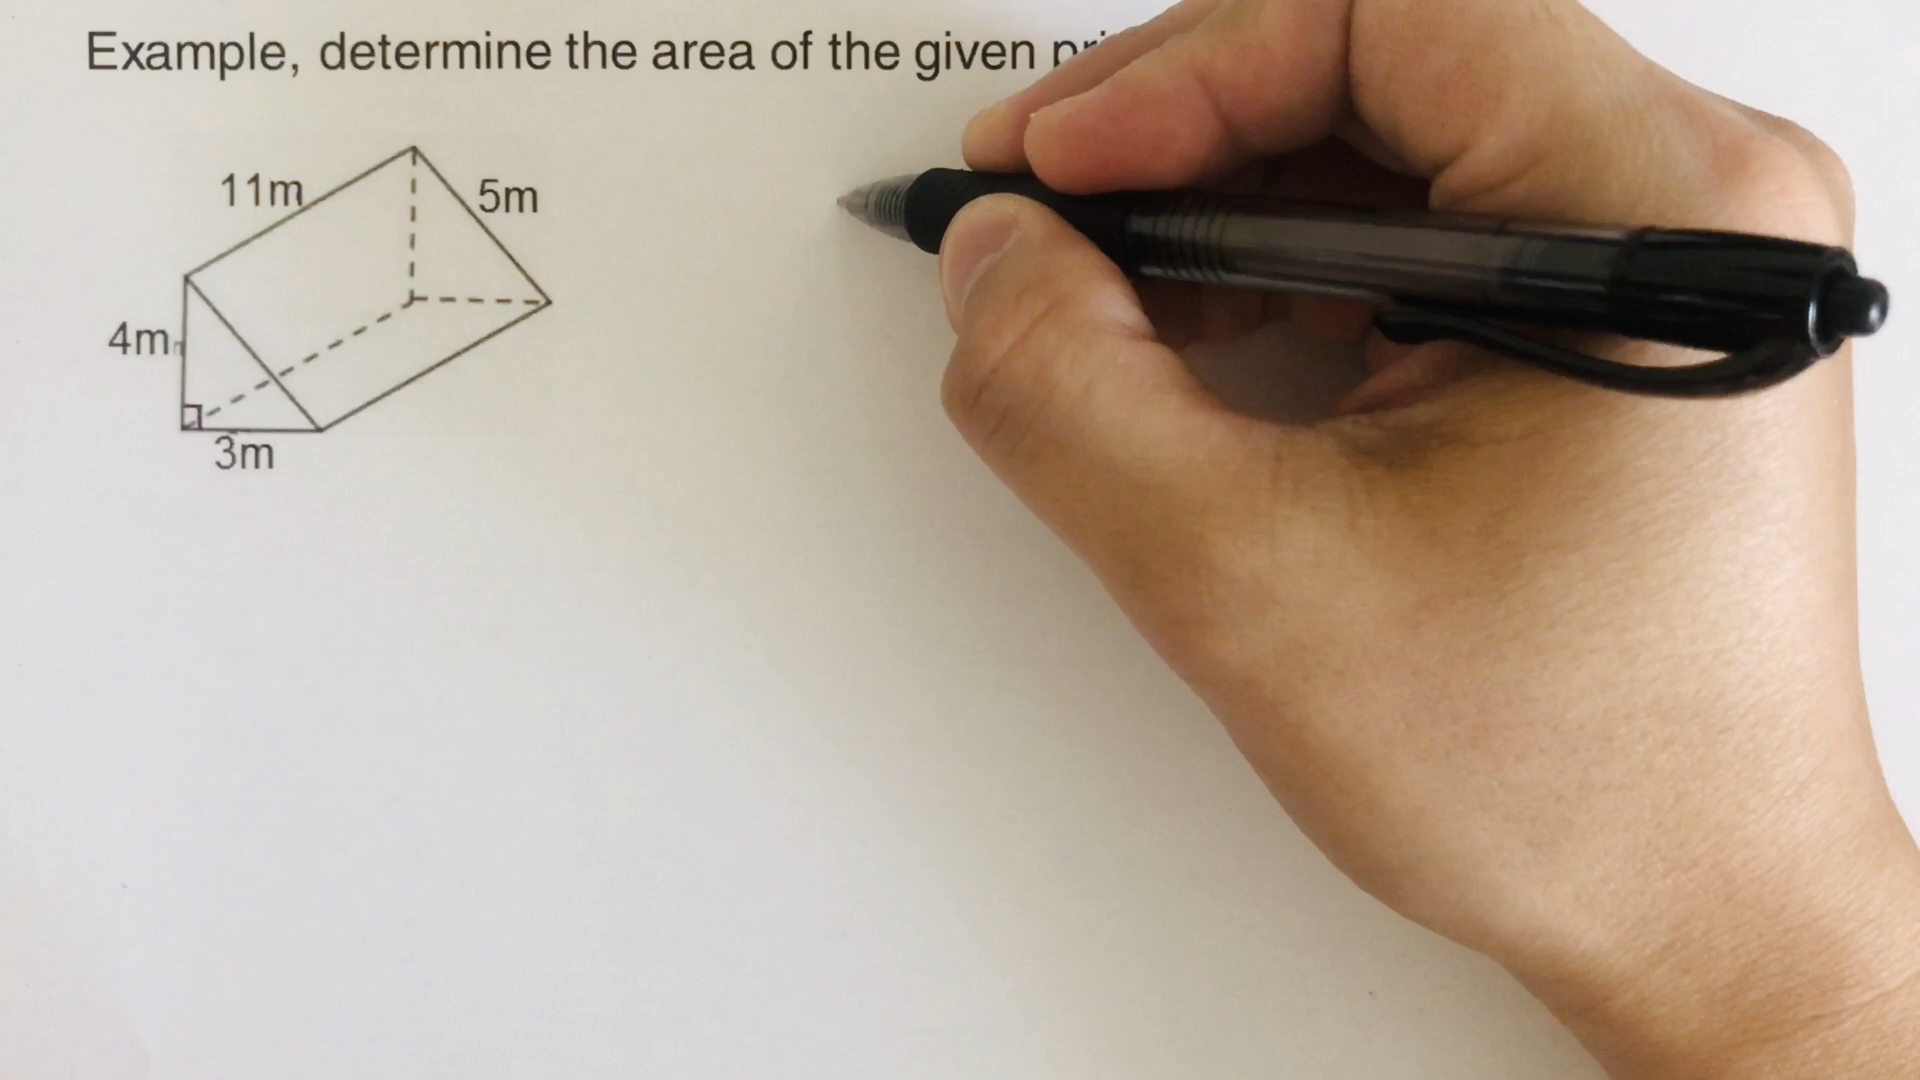 Example, determine the area of the given
11m
5m
4m
3m